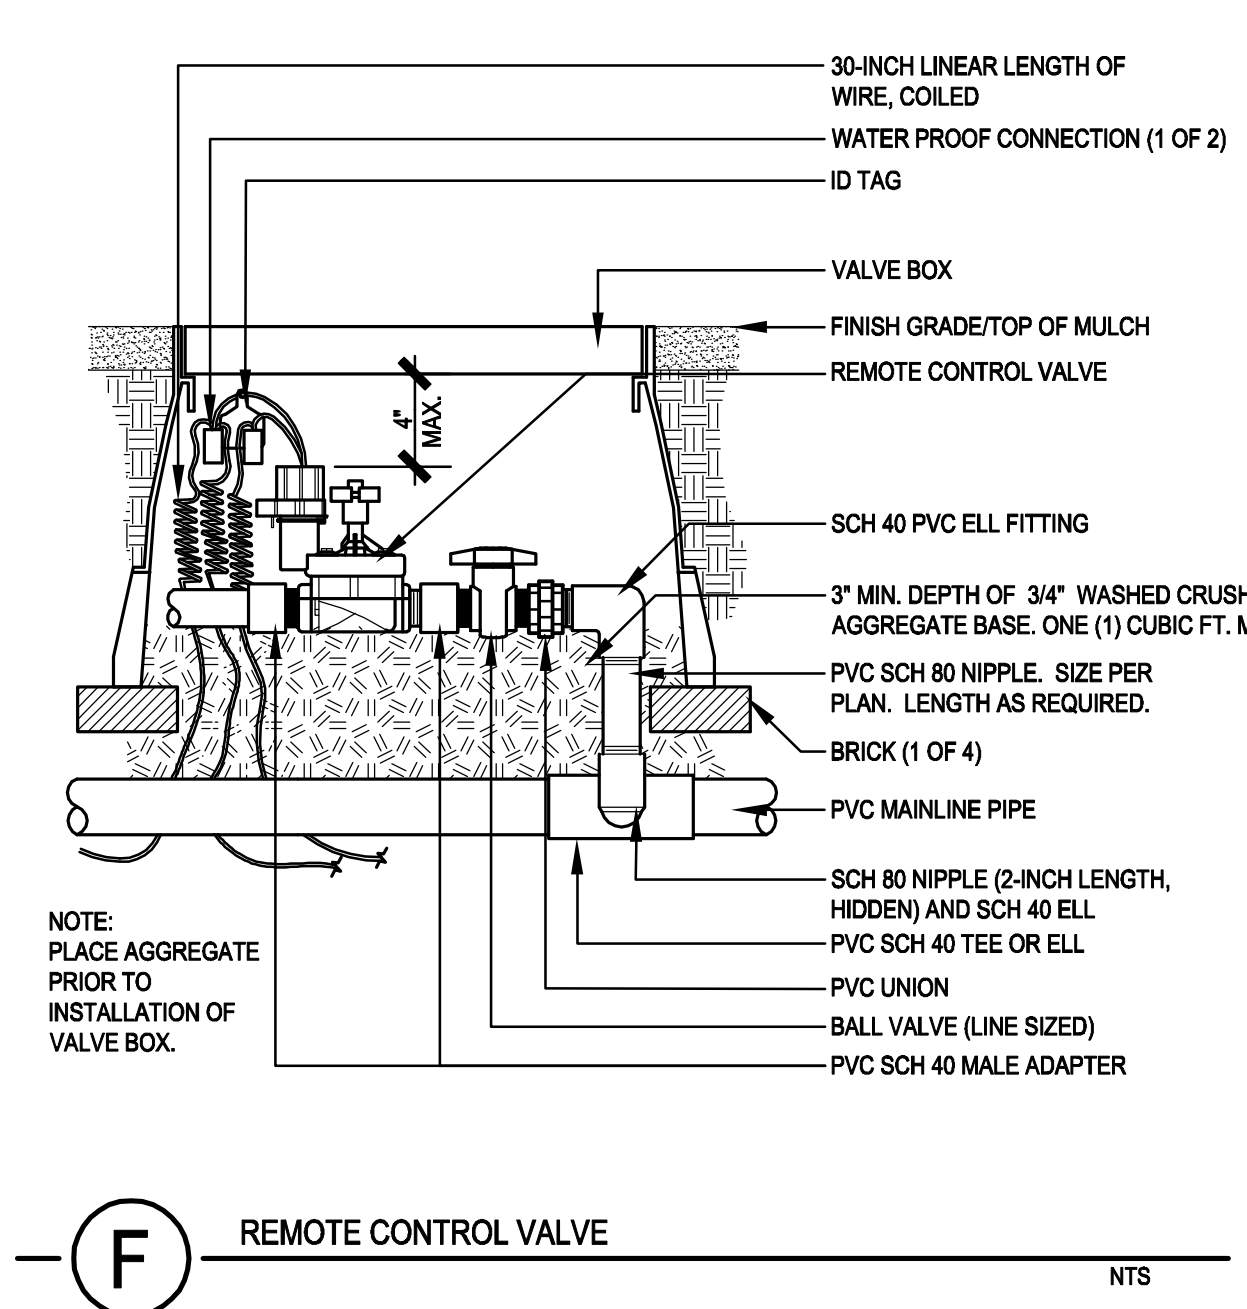 30-INCH LINEAR LENGTH OF
WIRE, COILED
WATER PROOF CONNECTION (1 OF 2)
ID TAG
VALVE BOX
FINISH GRADE/TOP OF MULCH
REMOTE CONTROL VALVE
4"
MAX.
SCH 40 PVC ELL FITTING
3" MIN. DEPTH OF 3/4" WASHED CRUSH
AGGREGATE BASE. ONE (1) CUBIC FT. M
PVC SCH 80 NIPPLE. SIZE PER
PLAN. LENGTH AS REQUIRED.
BRICK (1 OF 4)
PVC MAINLINE PIPE
SCH 80 NIPPLE (2-INCH LENGTH,
HIDDEN) AND SCH 40 ELL
PVC SCH 40 TEE OR ELL
PVC UNION
BALL VALVE (LINE SIZED)
PVC SCH 40 MALE ADAPTER
NOTE:
PLACE AGGREGATE
PRIOR TO
INSTALLATION OF
VALVE BOX.
F
REMOTE CONTROL VALVE
NTS